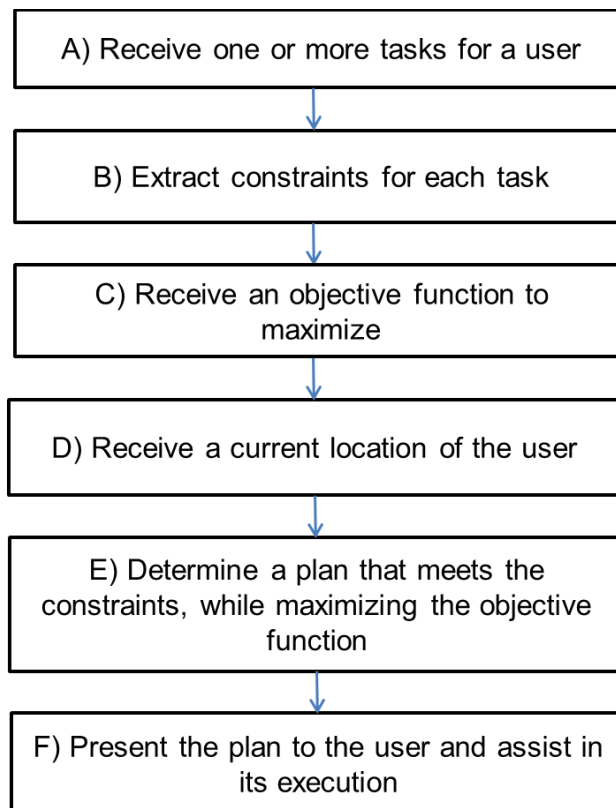 A) Receive one or more tasks for a user
B) Extract constraints for each task
C) Receive an objective function to
maximize
D) Receive a current location of the user
E) Determine a plan that meets the
constraints, while maximizing the objective
function
F) Present the plan to the user and assist in
its execution